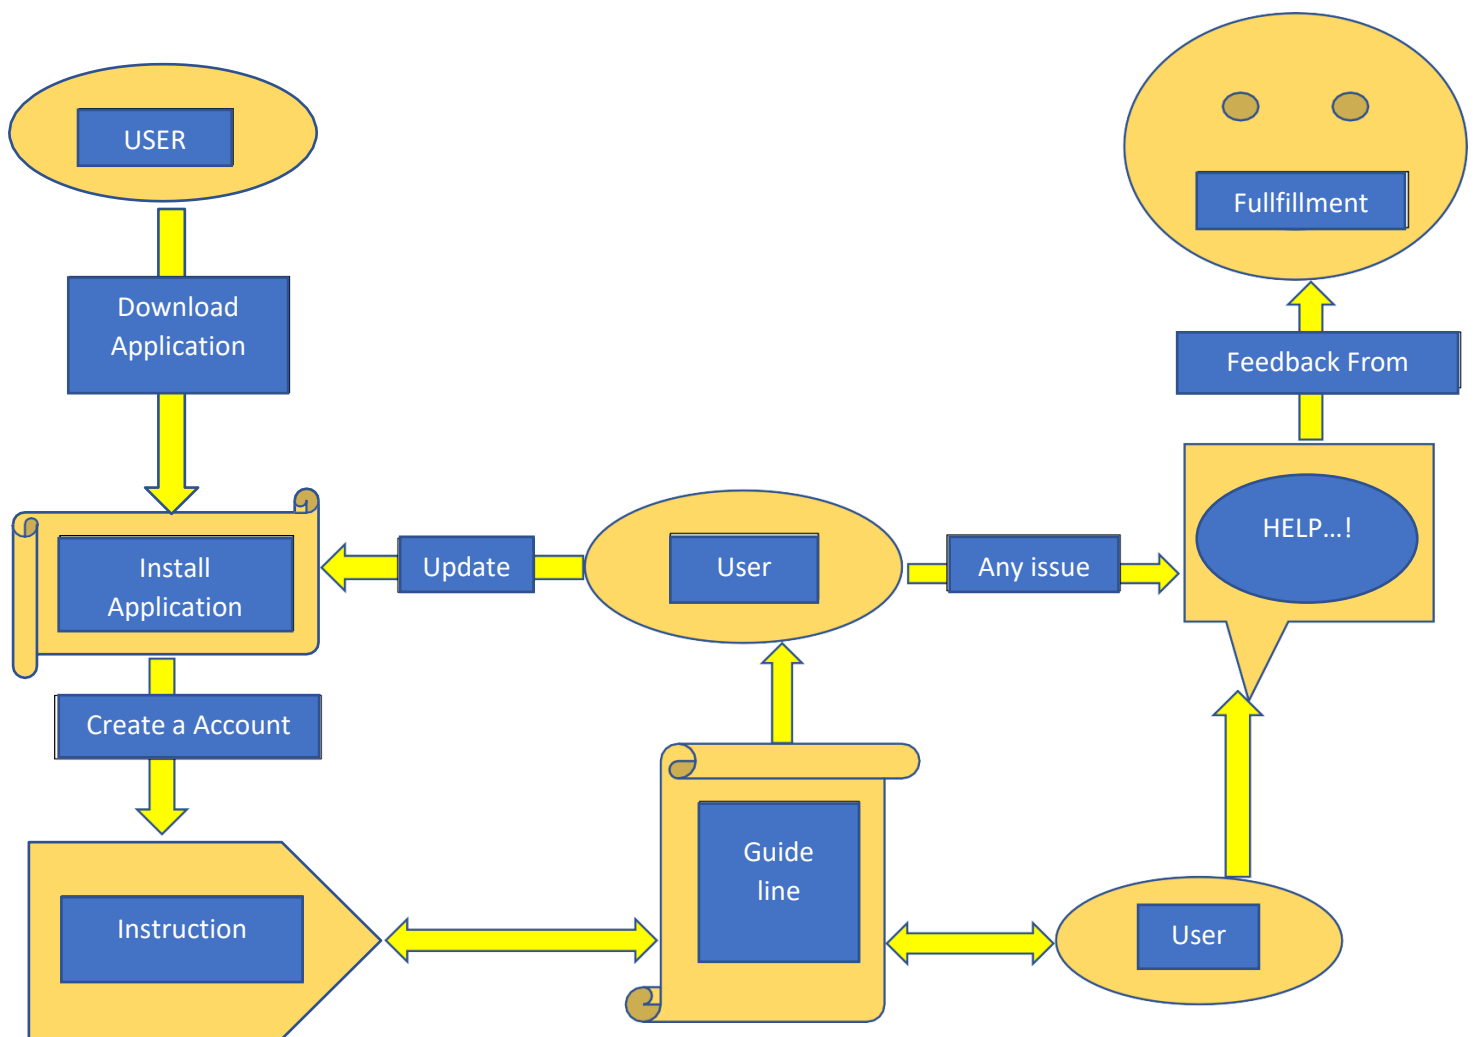 USER
Fullfillment
Download
Application
Feedback From
HELP...!
Install
Application
Update
User
Any issue
Create a Account
Guide
line
Instruction
User